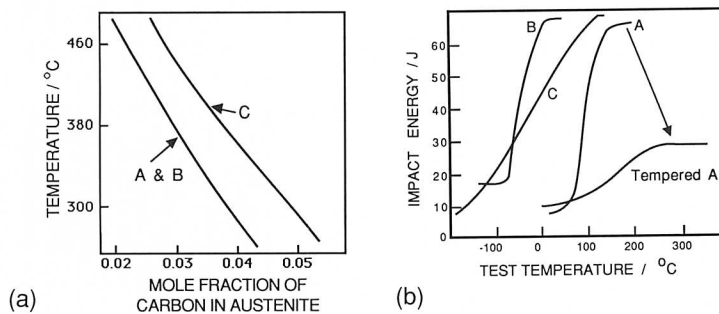 TEMPERATURE / °C
460
380
300
C
A & B
0.02 0.03 0.04 0.05
MOLE FRACTION OF
CARBON IN AUSTENITE
(a)
IMPACT ENERGY / J
60
50
40
30
20
10
B
A
C
Tempered A
-100 0 100 200 300
TEST TEMPERATURE / °C
(b)